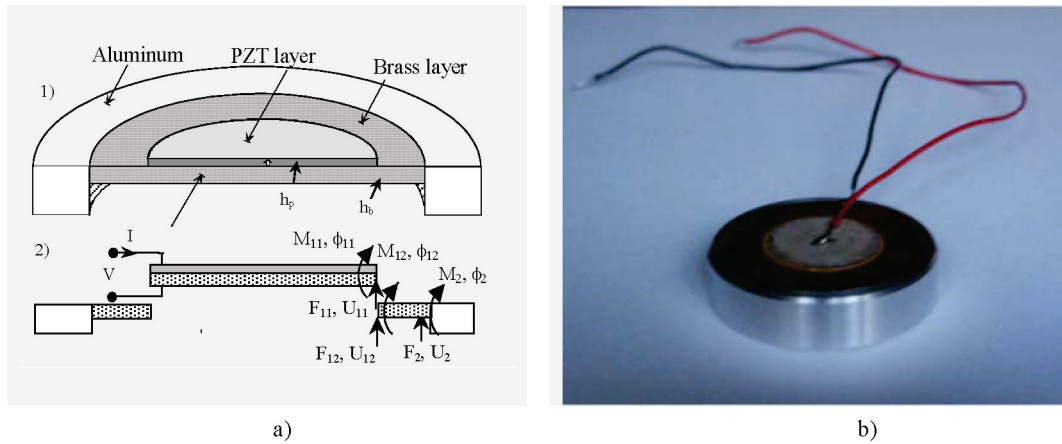 Aluminum
PZT layer
Brass layer
1)
hp
hb
2)
I
V
M11, ϕ11
M12, ϕ12
M2, ϕ2
F11, U11
F12, U12
F2, U2
a)
b)